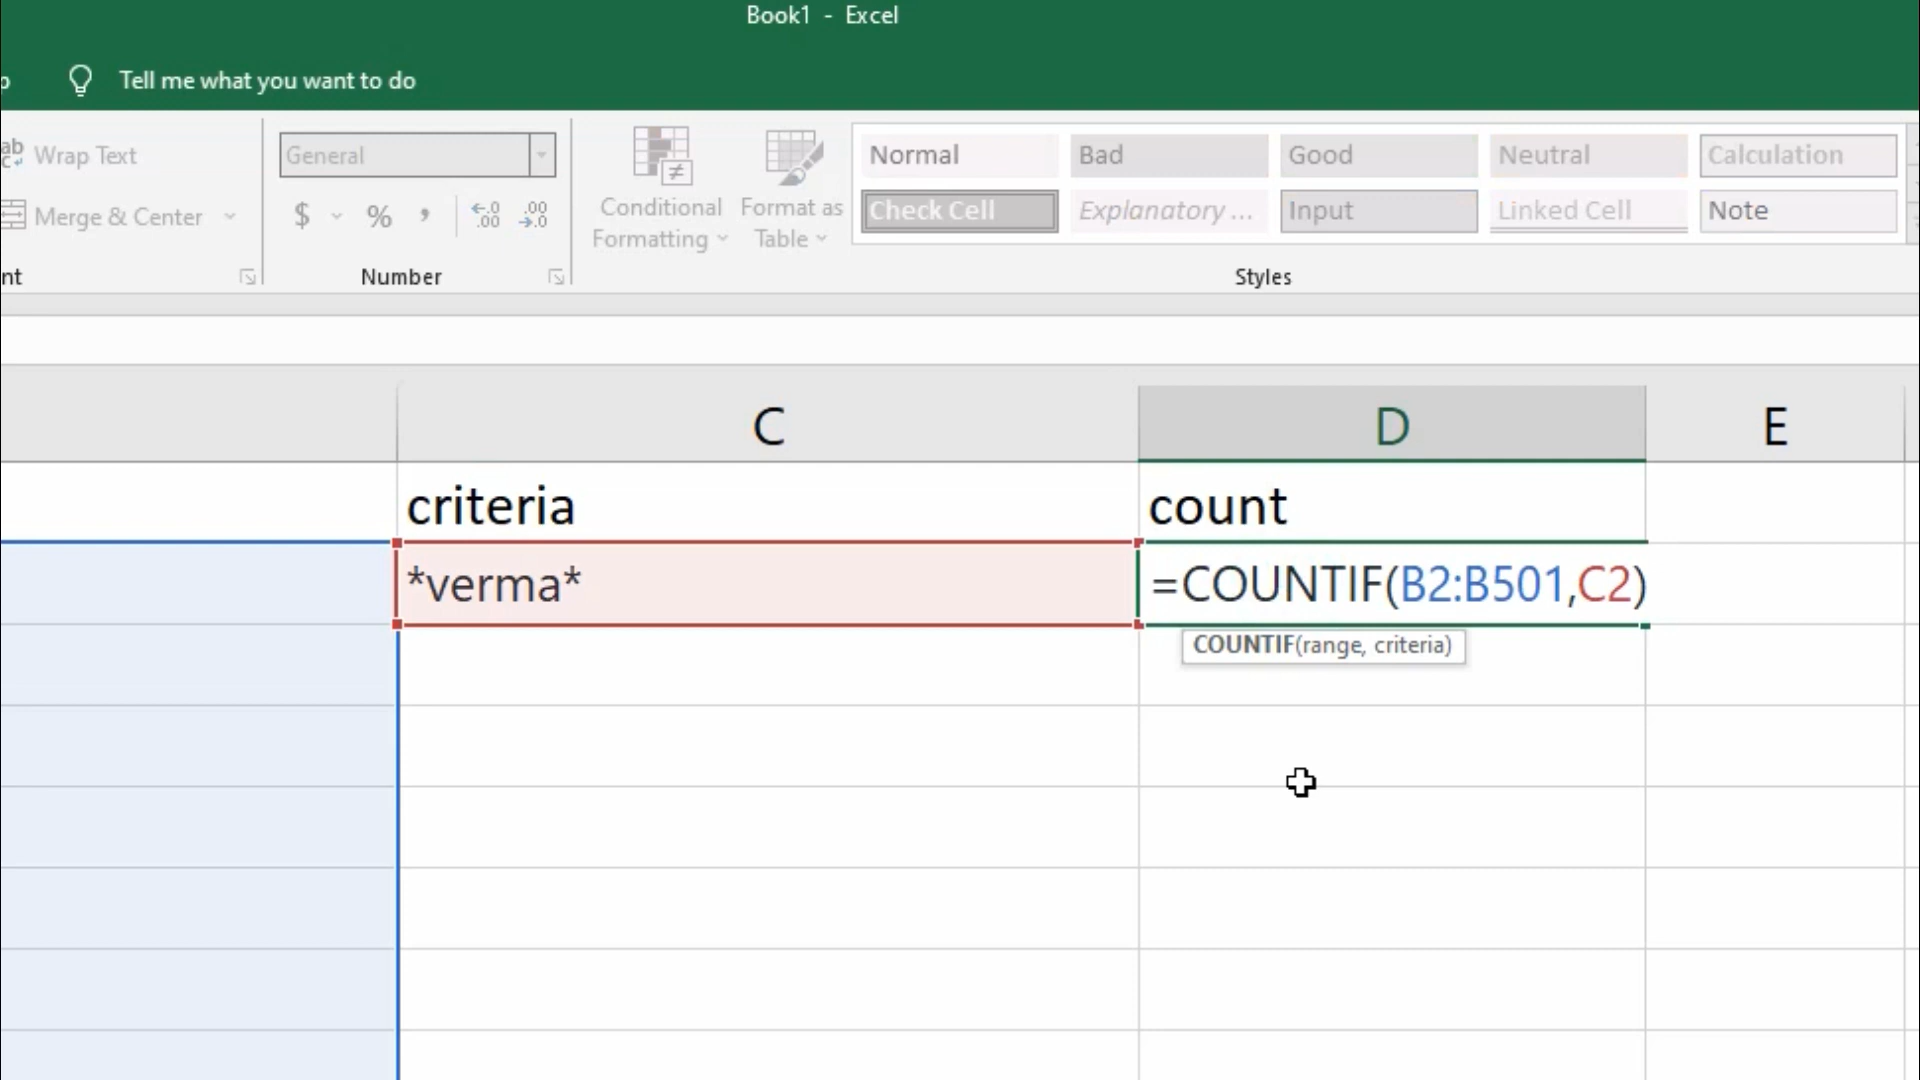 Book1 - Excel
Tell me what you want to do
Wrap Text
Merge & Center
General
$ % ,
Conditional Formatting
Format as Table
Normal Bad Good Neutral Calculation
Check Cell Explanatory ... Input Linked Cell Note
nt Number Styles
C D E
criteria count
*verma* =COUNTIF(B2:B501,C2)
COUNTIF(range, criteria)